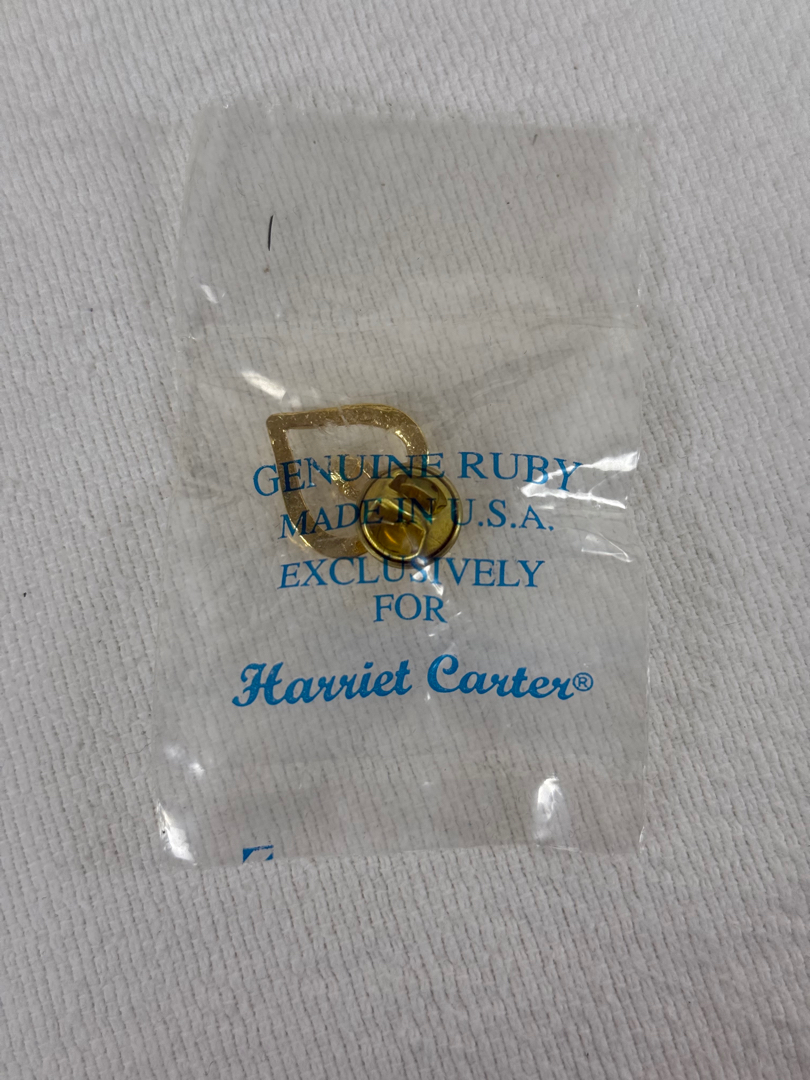 GENUINE RUBY
MADE IN U.S.A.
EXCLUSIVELY
FOR
Harriet Carter®